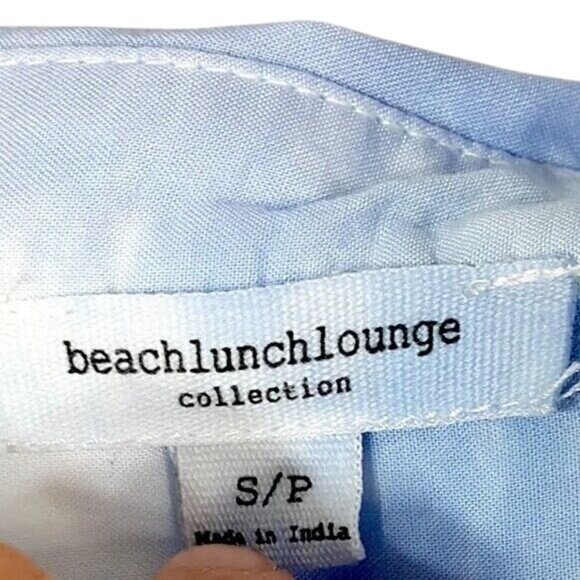 beachlunchlounge
collection
S/P
Made in India